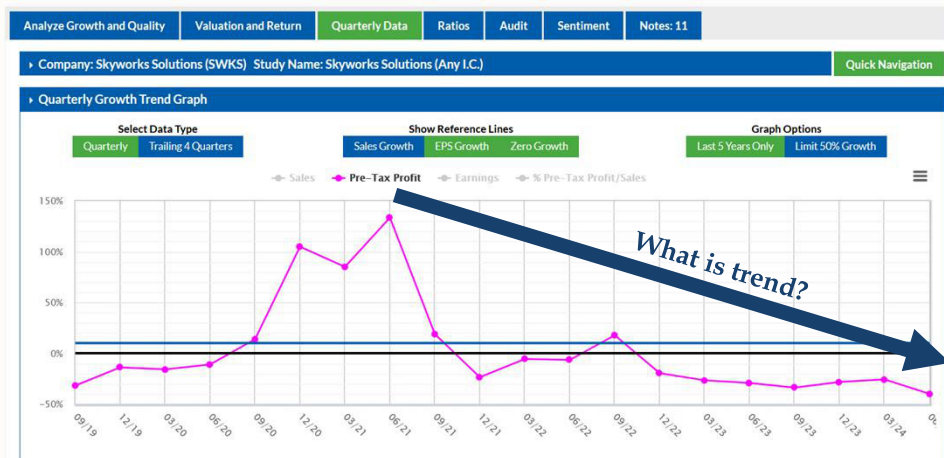 Analyze Growth and Quality Valuation and Return Quarterly Data Ratios Audit Sentiment Notes: 11
Company: Skyworks Solutions (SWKS) Study Name: Skyworks Solutions (Any I.C.) Quick Navigation
Quarterly Growth Trend Graph
Select Data Type Show Reference Lines Graph Options
Quarterly Trailing 4 Quarters Sales Growth EPS Growth Zero Growth Last 5 Years Only Limit 50% Growth
Sales Pre-Tax Profit Earnings % Pre-Tax Profit/Sales
150%
What is trend?
100%
50%
0%
-50%
09/19 12/19 03/20 06/20 09/20 12/20 03/21 06/21 09/21 12/21 03/22 06/22 09/22 12/22 03/23 06/23 09/23 12/23 03/24